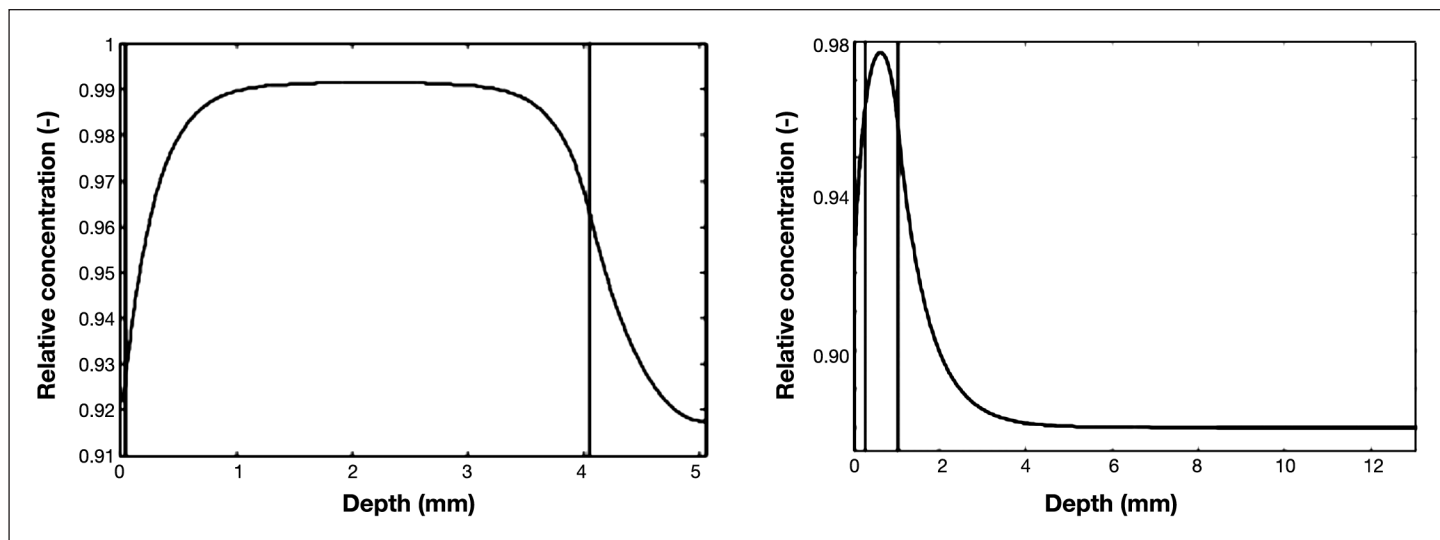 Relative concentration (-)
1
0.99
0.98
0.97
0.96
0.95
0.94
0.93
0.92
0.91
0 1 2 3 4 5
Depth (mm)
Relative concentration (-)
0.98
0.94
0.90
0 2 4 6 8 10 12
Depth (mm)